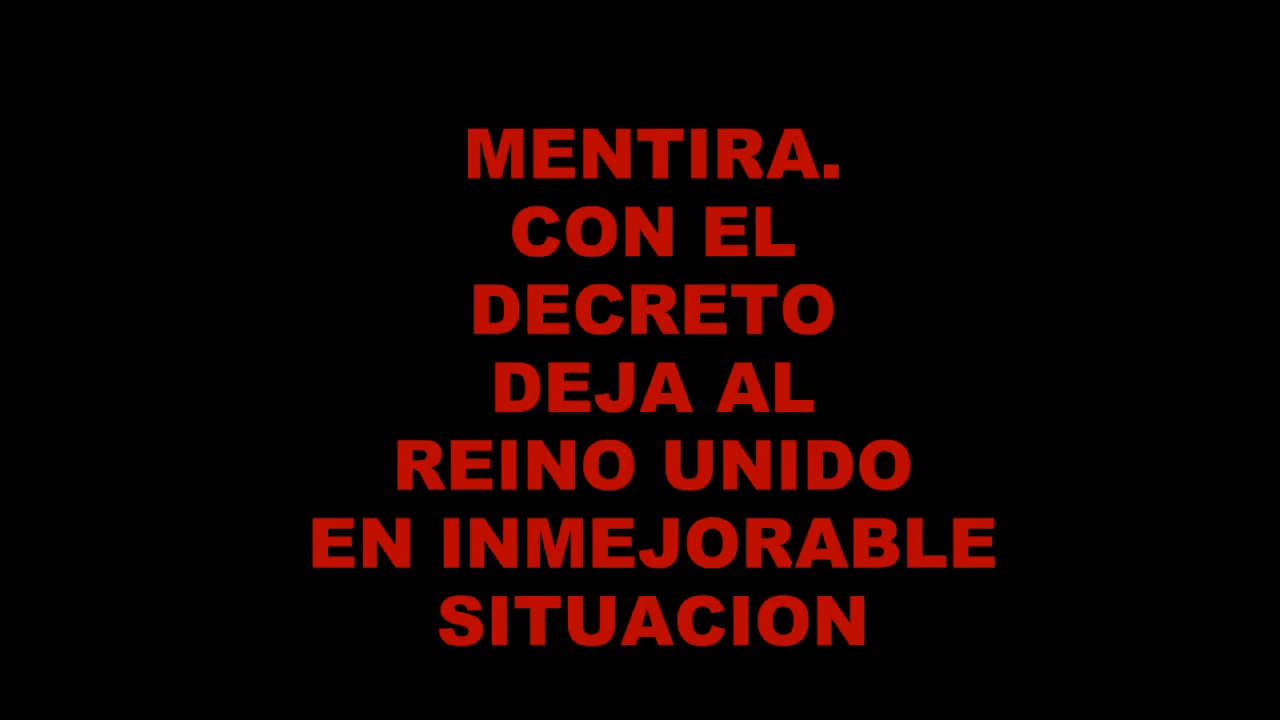 MENTIRA.
CON EL
DECRETO
DEJA AL
REINO UNIDO
EN INMEJORABLE
SITUACION